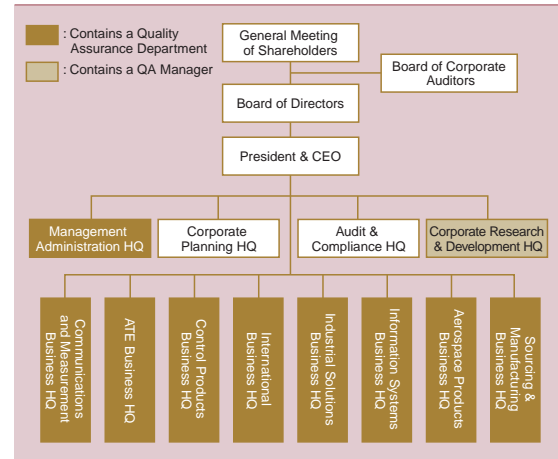 : Contains a Quality
Assurance Department
: Contains a QA Manager
General Meeting
of Shareholders
Board of Corporate
Auditors
Board of Directors
President & CEO
Management
Administration HQ
Corporate
Planning HQ
Audit &
Compliance HQ
Corporate Research
& Development HQ
Communications
and Measurement
Business HQ
ATE Business HQ
Control Products
Business HQ
International
Business HQ
Industrial Solutions
Business HQ
Information Systems
Business HQ
Aerospace Products
Business HQ
Sourcing &
Manufacturing
Business HQ